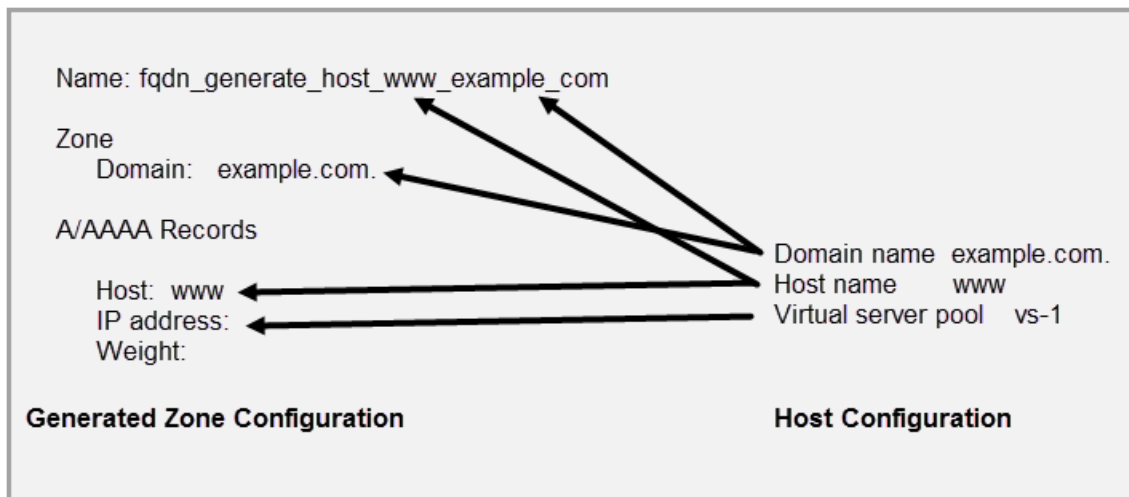 Name: fqdn_generate_host_www_example_com
Zone
Domain: example.com.
A/AAAA Records
Host: www
IP address:
Weight:
Generated Zone Configuration
Domain name example.com.
Host name www
Virtual server pool vs-1
Host Configuration